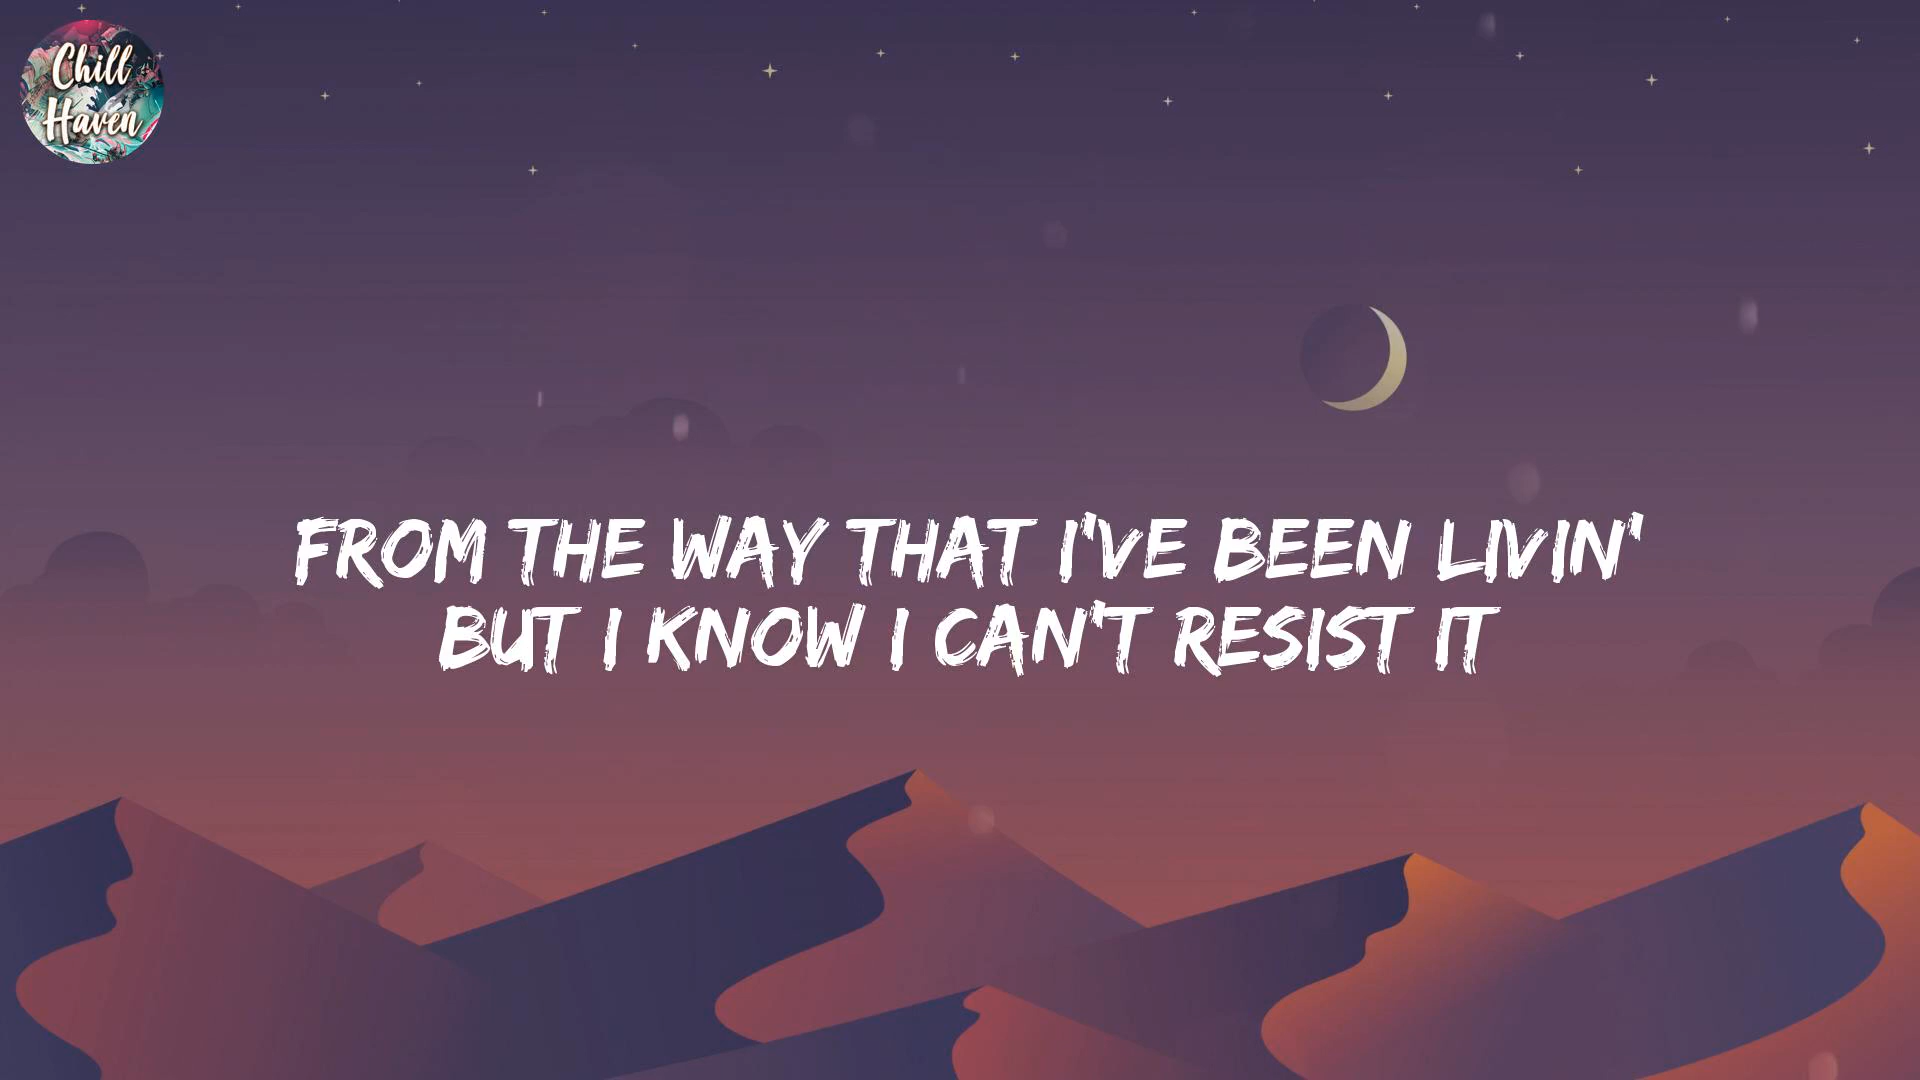 Chill
Haven
FROM THE WAY THAT I'VE BEEN LIVIN'
BUT I KNOW I CAN'T RESIST IT